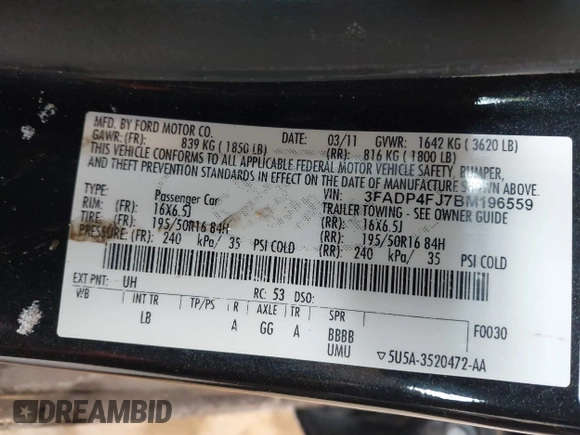 MFD. BY FORD MOTOR CO.
DATE: 03/11 GVWR: 1642 KG ( 3620 LB)
GAWR: (FR): 839 KG ( 1850 LB) (RR): 816 KG ( 1800 LB)
THIS VEHICLE CONFORMS TO ALL APPLICABLE FEDERAL MOTOR VEHICLE SAFETY, BUMPER,
AND THEFT PREVENTION STANDARDS IN EFFECT ON THE DATE OF MANUFACTURE SHOWN ABOVE.
VIN: 3FADP4FJ7BM196559
TYPE: Passenger Car TRAILER TOWING - SEE OWNER GUIDE
RIM: (FR): 16X6.5J (RR): 16X6.5J
TIRE: (FR): 195/50R16 84H (RR): 195/50R16 84H
PRESSURE: (FR): 240 kPa/ 35 PSI COLD (RR): 240 kPa/ 35 PSI COLD
EXT PNT: UH RC: 53 DSO:
WB INT TR TP/PS R AXLE TR SPR F0030
LB A GG A BBBB
UMU ▽5U5A-3520472-AA
DREAMBID